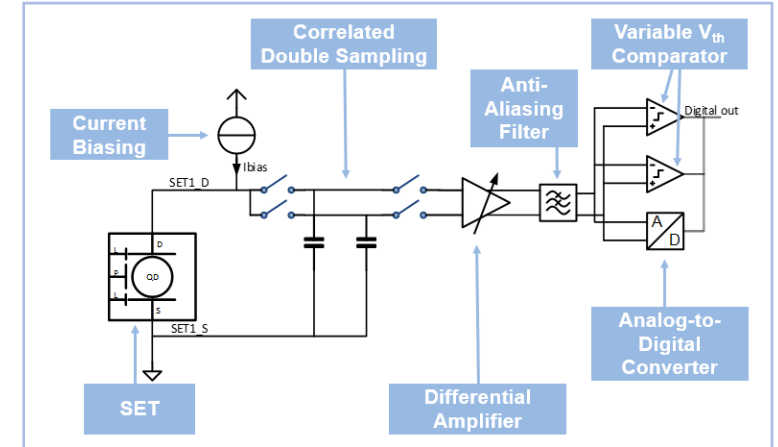 Correlated
Double Sampling
Variable Vth
Comparator
Anti-
Aliasing
Filter
Current
Biasing
Digital out
Ibias
SET1_D
A
D
L
D
P
QD
L
S
SET1_S
Analog-to-
Digital
Converter
SET
Differential
Amplifier